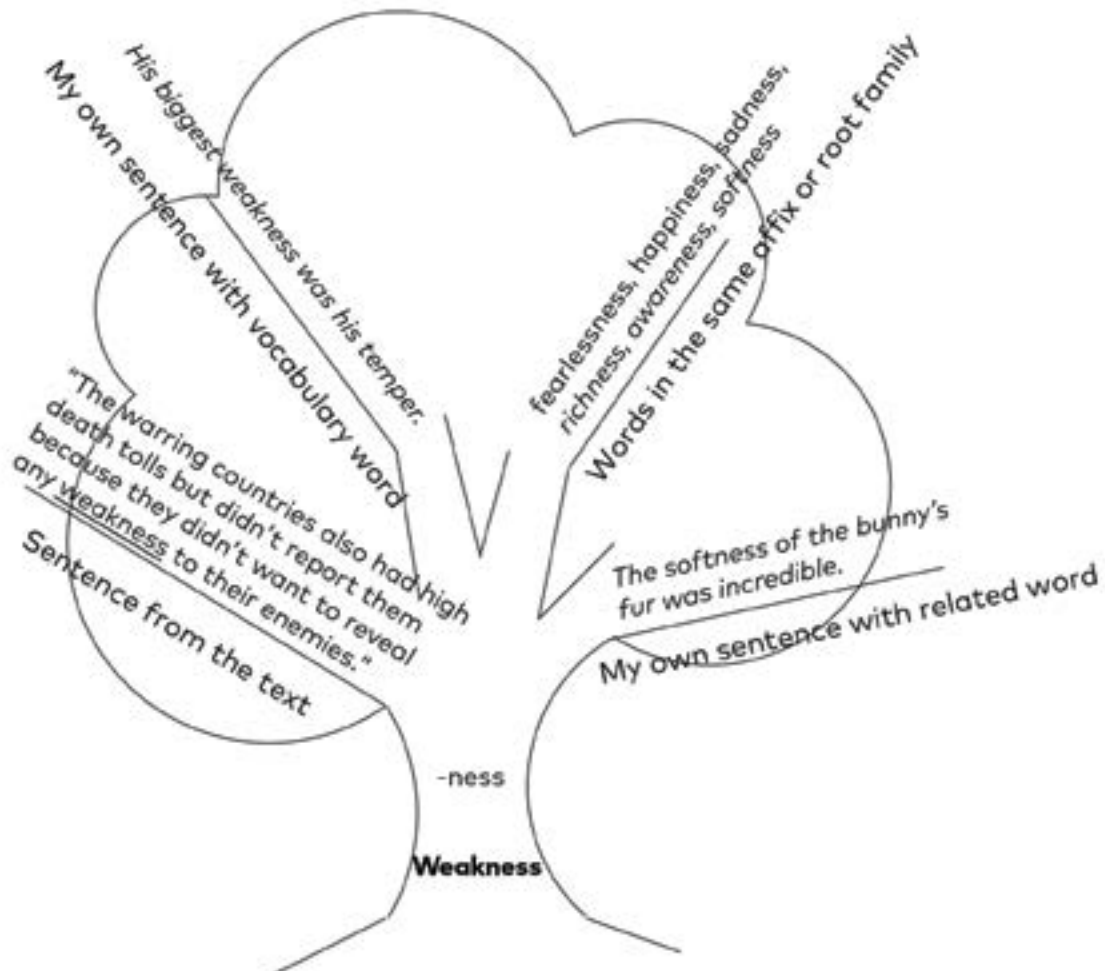 His biggest weakness was his temper.
My own sentence with vocabulary word
fearlessness, happiness, sadness,
richness, awareness, softness
Words in the same affix or root family
"The warring countries also had high
death tolls but didn't report them
because they didn't want to reveal
any weakness to their enemies."
Sentence from the text
The softness of the bunny's
fur was incredible.
My own sentence with related word
-ness
Weakness